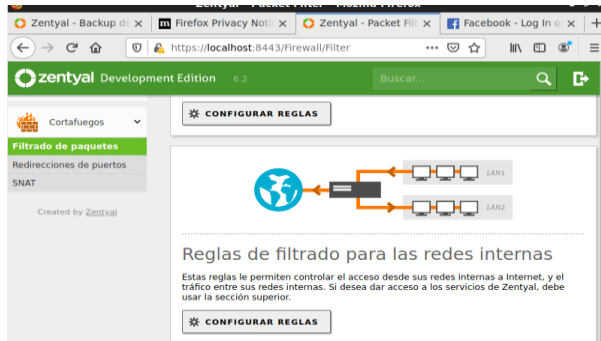 Zentyal - Packet Filter - Mozilla Firefox
Zentyal - Backup de
Firefox Privacy Notic
Zentyal - Packet Filt
Facebook - Log In o
https://localhost:8443/Firewall/Filter
zentyal Development Edition 6.2
Buscar...
Cortafuegos
Filtrado de paquetes
Redirecciones de puertos
SNAT
Created by Zentyal
CONFIGURAR REGLAS
LAN1
LAN2
Reglas de filtrado para las redes internas
Estas reglas le permiten controlar el acceso desde sus redes internas a Internet, y el
tráfico entre sus redes internas. Si desea dar acceso a los servicios de Zentyal, debe
usar la sección superior.
CONFIGURAR REGLAS